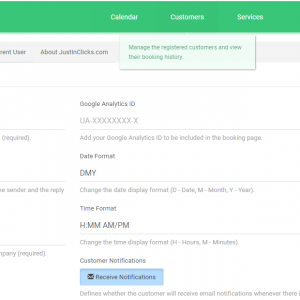 Calendar Customers Services
rent User About JustInClicks.com
Manage the registered customers and view
their booking history.
Google Analytics ID
UA-XXXXXXXX-X
(required).
Add your Google Analytics ID to be included in the booking page.
Date Format
DMY
he sender and the reply
Change the date display format (D - Date, M - Month, Y - Year).
Time Format
H:MM AM/PM
mpany (required).
Change the time display format (H - Hours, M - Minutes).
Customer Notifications
Receive Notifications
Defines whether the customer will receive email notifications whenever there i